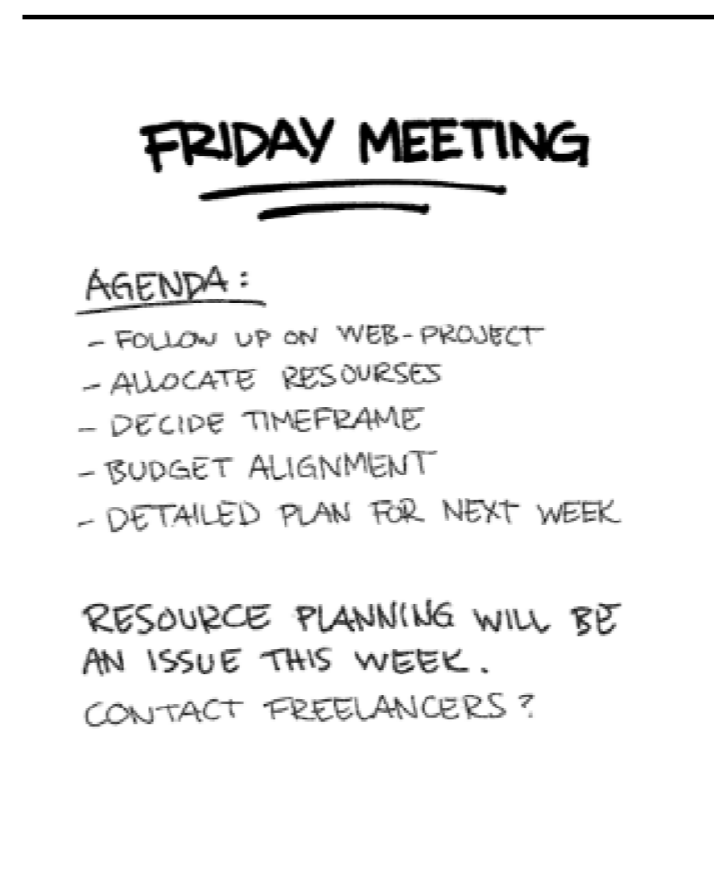 FRIDAY MEETING
AGENDA:
- FOLLOW UP ON WEB-PROJECT
- ALLOCATE RESOURSES
- DECIDE TIMEFRAME
- BUDGET ALIGNMENT
- DETAILED PLAN FOR NEXT WEEK
RESOURCE PLANNING WILL BE
AN ISSUE THIS WEEK.
CONTACT FREELANCERS?